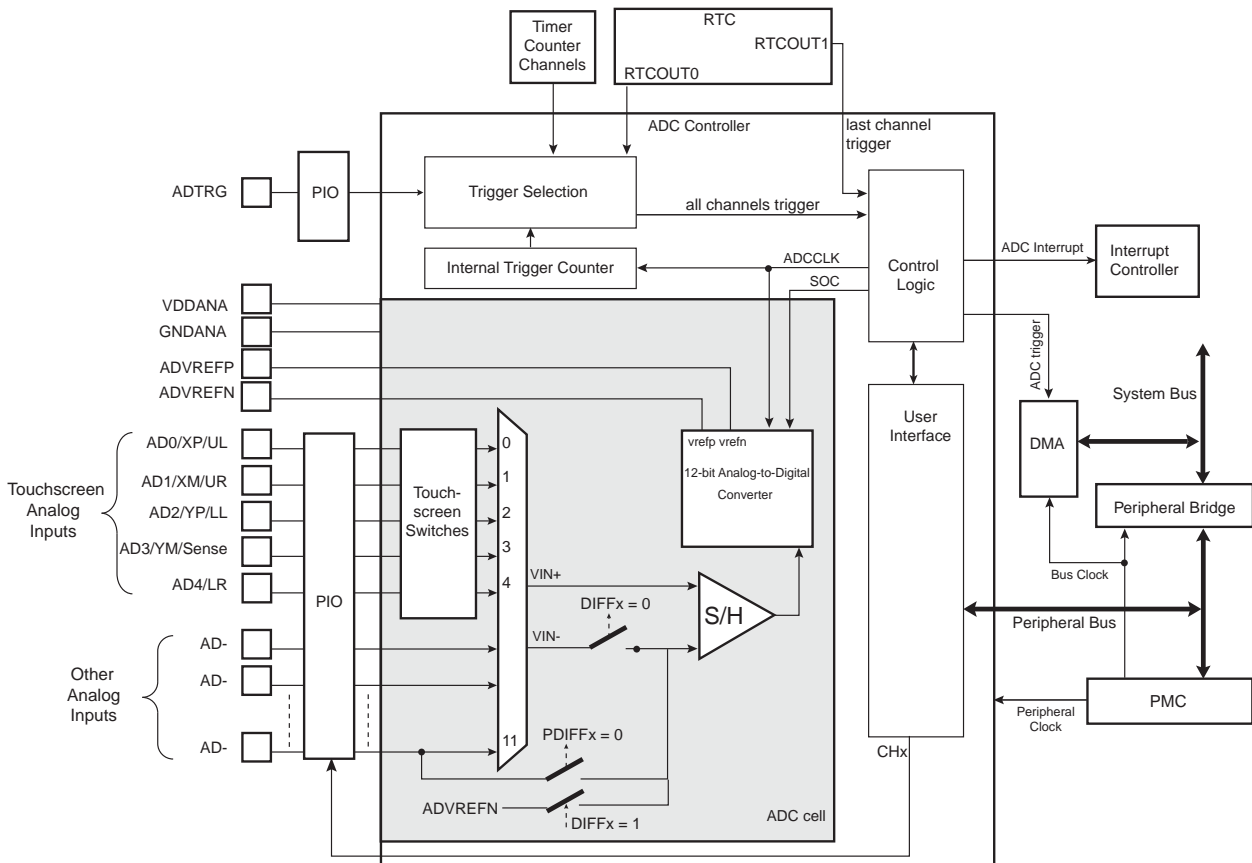 Timer
Counter
Channels
RTC
RTCOUT1
RTCOUT0
ADC Controller
last channel
trigger
ADTRG
PIO
Trigger Selection
all channels trigger
Internal Trigger Counter
ADCCLK
SOC
Control
Logic
ADC Interrupt
Interrupt
Controller
VDDANA
GNDANA
ADVREFP
ADVREFN
ADC trigger
System Bus
User
Interface
DMA
vrefp vrefn
12-bit Analog-to-Digital
Converter
Touchscreen
Analog
Inputs
AD0/XP/UL
AD1/XM/UR
AD2/YP/LL
AD3/YM/Sense
AD4/LR
PIO
Touch-
screen
Switches
0
1
2
3
4
11
Peripheral Bridge
Bus Clock
VIN+
VIN-
DIFFx = 0
S/H
Peripheral Bus
Other
Analog
Inputs
AD-
AD-
AD-
PDIFFx = 0
ADVREFN
DIFFx = 1
ADC cell
CHx
Peripheral
Clock
PMC